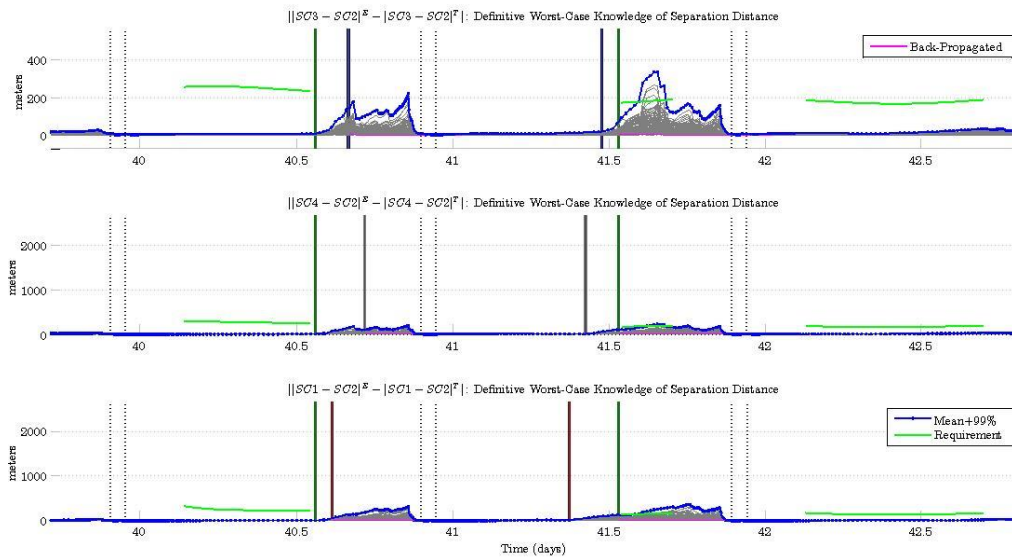 ||SC3 − SC2|ᴱ − |SC3 − SC2|ᵀ|: Definitive Worst-Case Knowledge of Separation Distance
Back-Propagated
meters
400
200
0
40
40.5
41
41.5
42
42.5
||SC4 − SC2|ᴱ − |SC4 − SC2|ᵀ|: Definitive Worst-Case Knowledge of Separation Distance
meters
2000
1000
0
40
40.5
41
41.5
42
42.5
||SC1 − SC2|ᴱ − |SC1 − SC2|ᵀ|: Definitive Worst-Case Knowledge of Separation Distance
Mean+99%
Requirement
meters
2000
1000
0
40
40.5
41
41.5
42
42.5
Time (days)